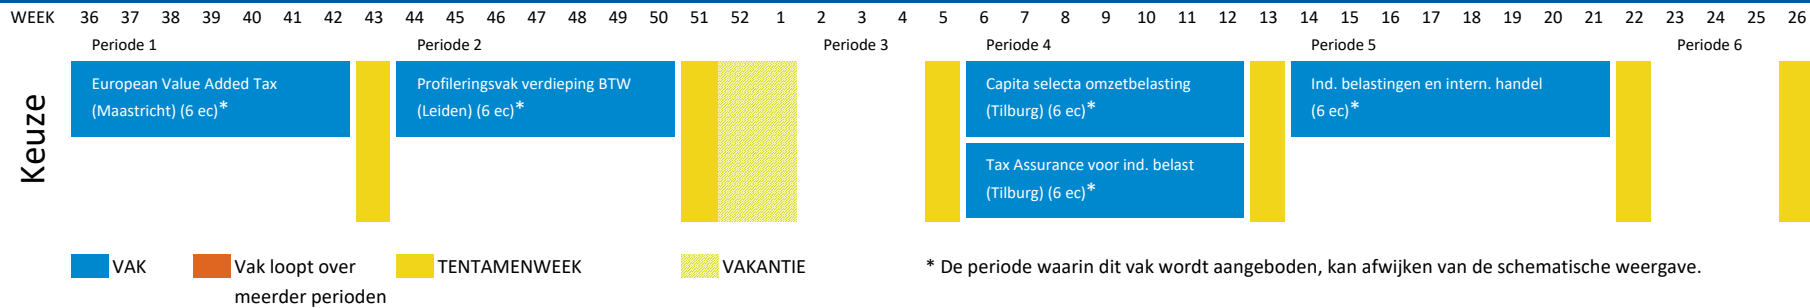 WEEK 36 37 38 39 40 41 42 43 44 45 46 47 48 49 50 51 52 1 2 3 4 5 6 7 8 9 10 11 12 13 14 15 16 17 18 19 20 21 22 23 24 25 26
Periode 1 Periode 2 Periode 3 Periode 4 Periode 5 Periode 6
Keuze
European Value Added Tax
(Maastricht) (6 ec)*
Profileringsvak verdieping BTW
(Leiden) (6 ec)*
Capita selecta omzetbelasting
(Tilburg) (6 ec)*
Tax Assurance voor ind. belast
(Tilburg) (6 ec)*
Ind. belastingen en intern. handel
(6 ec)*
VAK
Vak loopt over
meerder perioden
TENTAMENWEEK
VAKANTIE
* De periode waarin dit vak wordt aangeboden, kan afwijken van de schematische weergave.